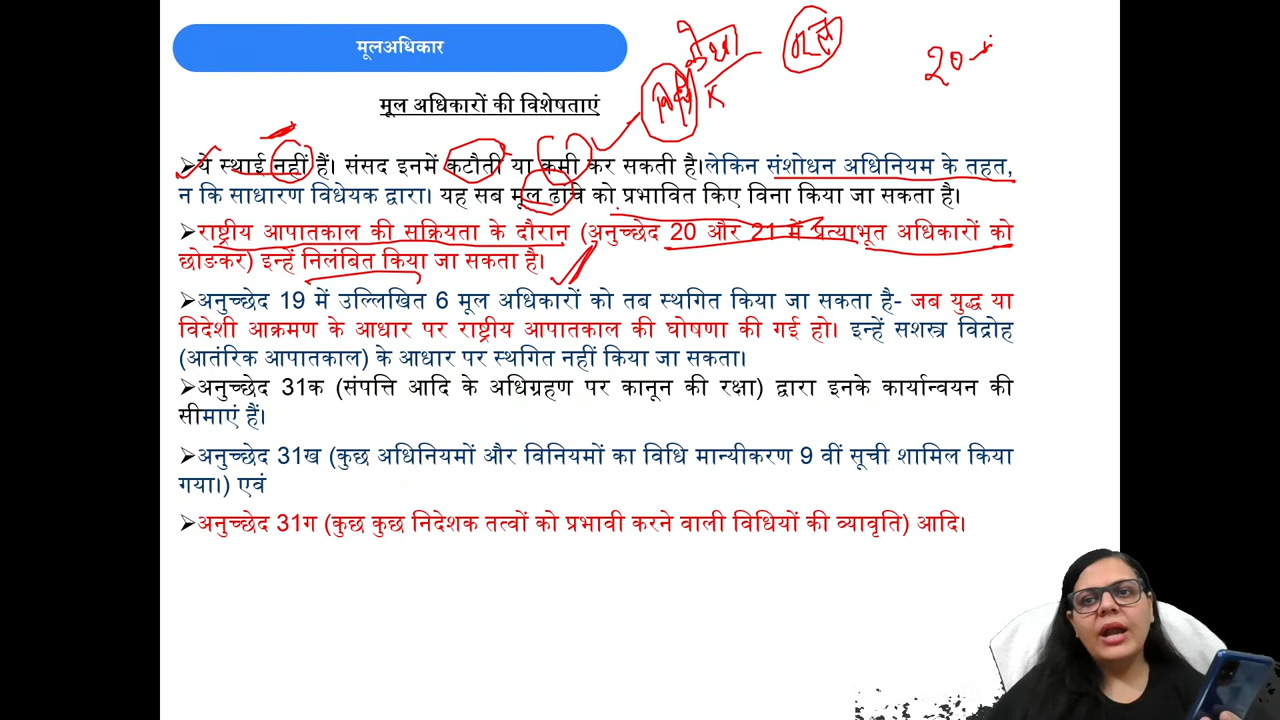 मूलअधिकार
मूल अधिकारों की विशेषताएं
➢ये स्थाई नहीं हैं। संसद इनमें कटौती या कमी कर सकती है।लेकिन संशोधन अधिनियम के तहत,
न कि साधारण विधेयक द्वारा। यह सब मूल ढांचे को प्रभावित किए विना किया जा सकता है।
➢राष्ट्रीय आपातकाल की सक्रियता के दौरान (अनुच्छेद 20 और 21 में प्रत्याभूत अधिकारों को
छोङकर) इन्हें निलंबित किया जा सकता है।
➢अनुच्छेद 19 में उल्लिखित 6 मूल अधिकारों को तब स्थगित किया जा सकता है- जब युद्ध या
विदेशी आक्रमण के आधार पर राष्ट्रीय आपातकाल की घोषणा की गई हो। इन्हें सशस्त्र विद्रोह
(आतंरिक आपातकाल) के आधार पर स्थगित नहीं किया जा सकता।
➢अनुच्छेद 31क (संपत्ति आदि के अधिग्रहण पर कानून की रक्षा) द्वारा इनके कार्यान्वयन की
सीमाएं हैं।
➢अनुच्छेद 31ख (कुछ अधिनियमों और विनियमों का विधि मान्यीकरण 9 वीं सूची शामिल किया
गया।) एवं
➢अनुच्छेद 31ग (कुछ कुछ निदेशक तत्वों को प्रभावी करने वाली विधियों की व्यावृति) आदि।